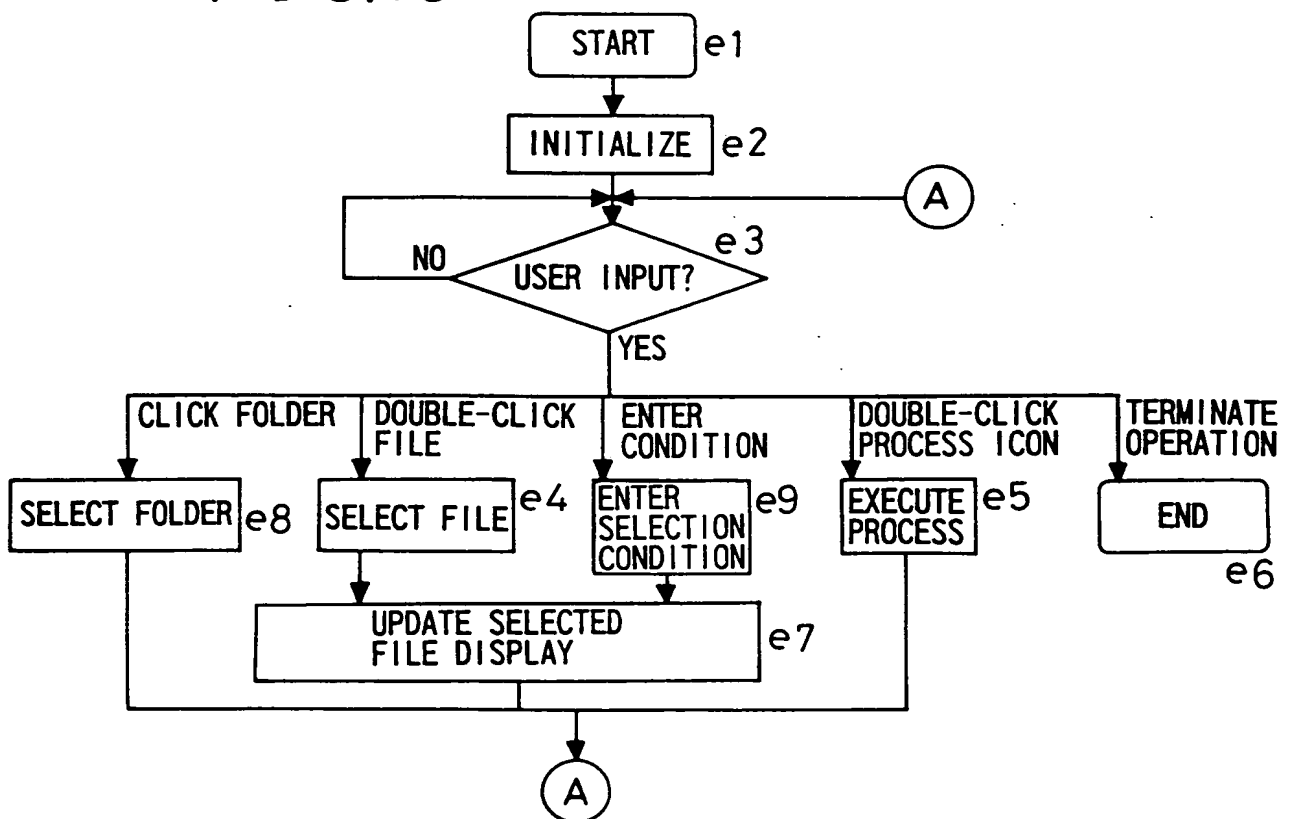 START e1
INITIALIZE e2
A
e3
NO
USER INPUT?
YES
CLICK FOLDER
DOUBLE-CLICK
FILE
ENTER
CONDITION
DOUBLE-CLICK
PROCESS ICON
TERMINATE
OPERATION
SELECT FOLDER e8
SELECT FILE e4
ENTER
SELECTION
CONDITION
e9
EXECUTE
PROCESS
e5
END
e6
UPDATE SELECTED
FILE DISPLAY
e7
A